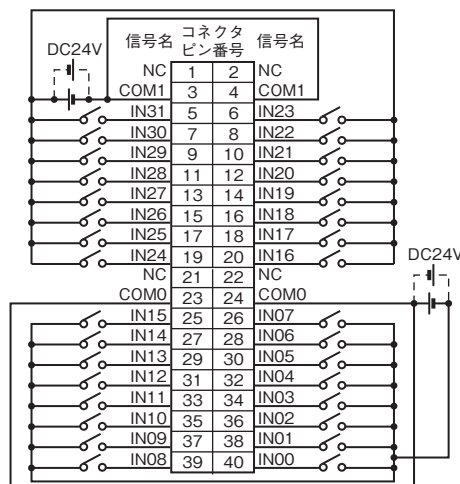 信号名 コネクタピン番号 信号名
DC24V
NC 1 2 NC
COM1 3 4 COM1
IN31 5 6 IN23
IN30 7 8 IN22
IN29 9 10 IN21
IN28 11 12 IN20
IN27 13 14 IN19
IN26 15 16 IN18
IN25 17 18 IN17
IN24 19 20 IN16
NC 21 22 NC
DC24V
COM0 23 24 COM0
IN15 25 26 IN07
IN14 27 28 IN06
IN13 29 30 IN05
IN12 31 32 IN04
IN11 33 34 IN03
IN10 35 36 IN02
IN09 37 38 IN01
IN08 39 40 IN00